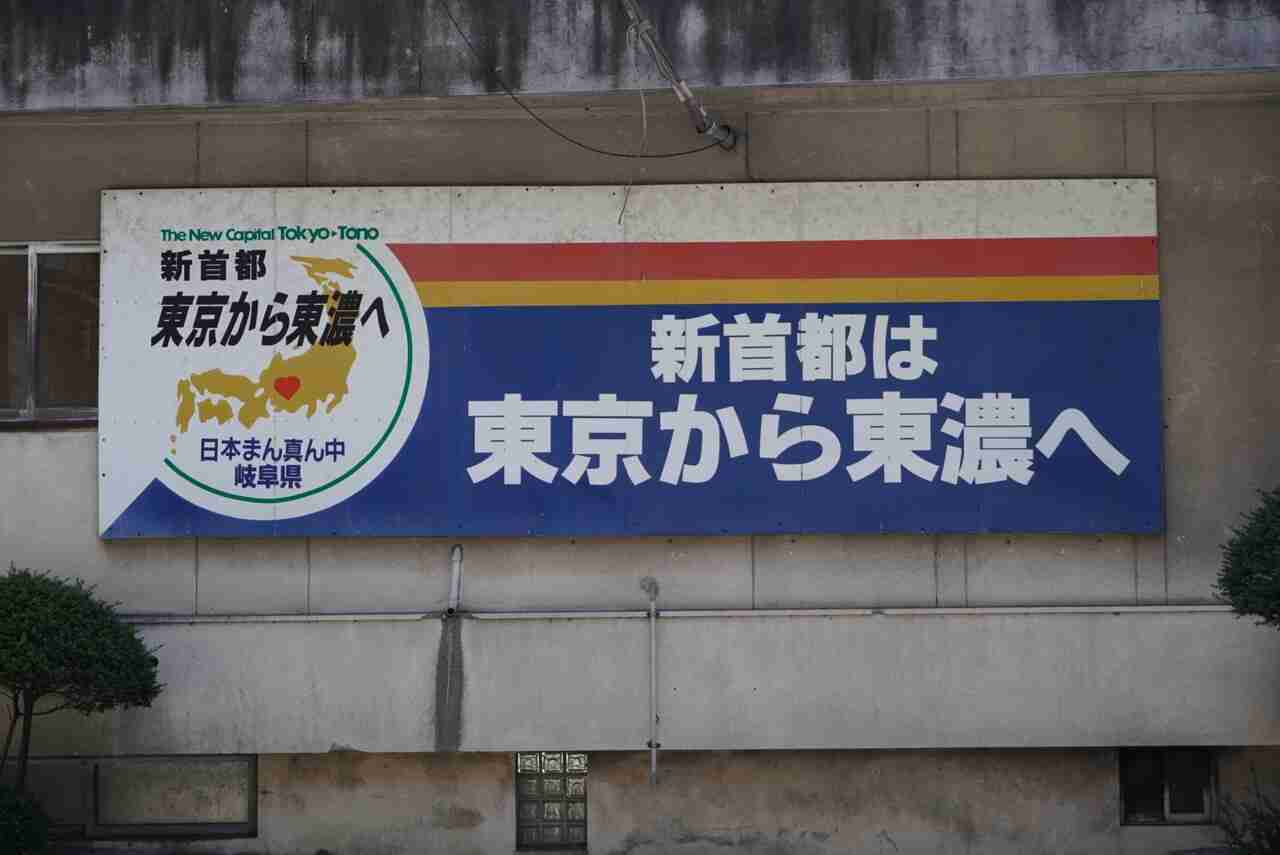 The New Capital Tokyo▸Tono
新首都
東京から東濃へ
日本まん真ん中
岐阜県
新首都は
東京から東濃へ